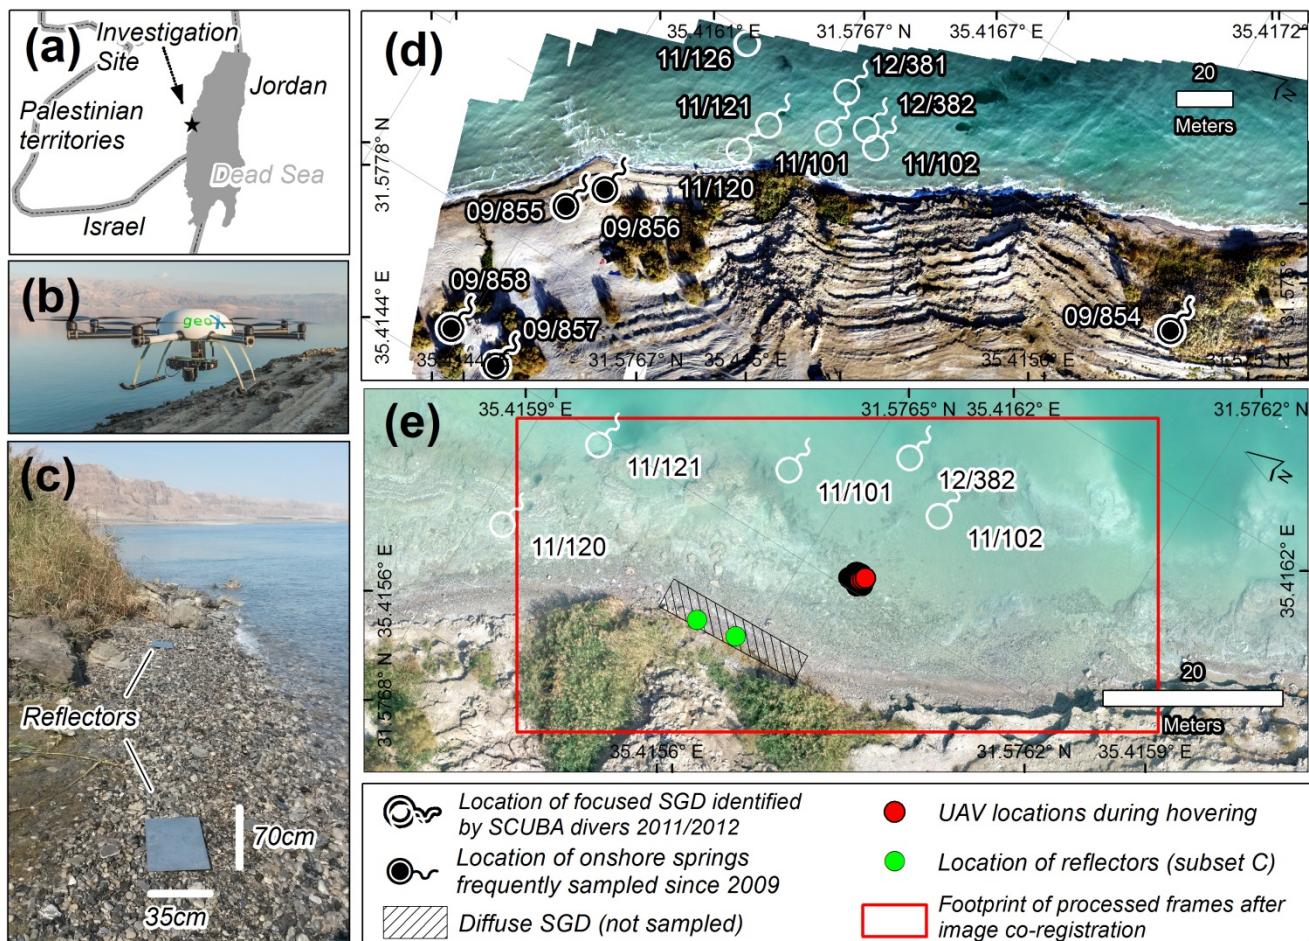 (a)
Investigation
Site
Jordan
Palestinian
territories
Dead Sea
Israel
(b)
geo
(c)
Reflectors
70cm
35cm
(d)
35.4161° E
31.5767° N
35.4167° E
35.4172°
11/126
12/381
20
Meters
N
11/121
12/382
11/101
11/102
11/120
31.5778° N
09/855
09/856
09/858
09/857
09/854
35.4144° E
31.5767° N
35.4156° E
31.575° N
(e)
35.4159° E
31.5765° N
35.4162° E
31.5762° N
N
11/121
11/101
12/382
11/120
11/102
35.4156° E
35.4162° E
31.5768° N
20
Meters
35.4156° E
31.5762° N
35.4159° E
Location of focused SGD identified
by SCUBA divers 2011/2012
Location of onshore springs
frequently sampled since 2009
Diffuse SGD (not sampled)
UAV locations during hovering
Location of reflectors (subset C)
Footprint of processed frames after
image co-registration